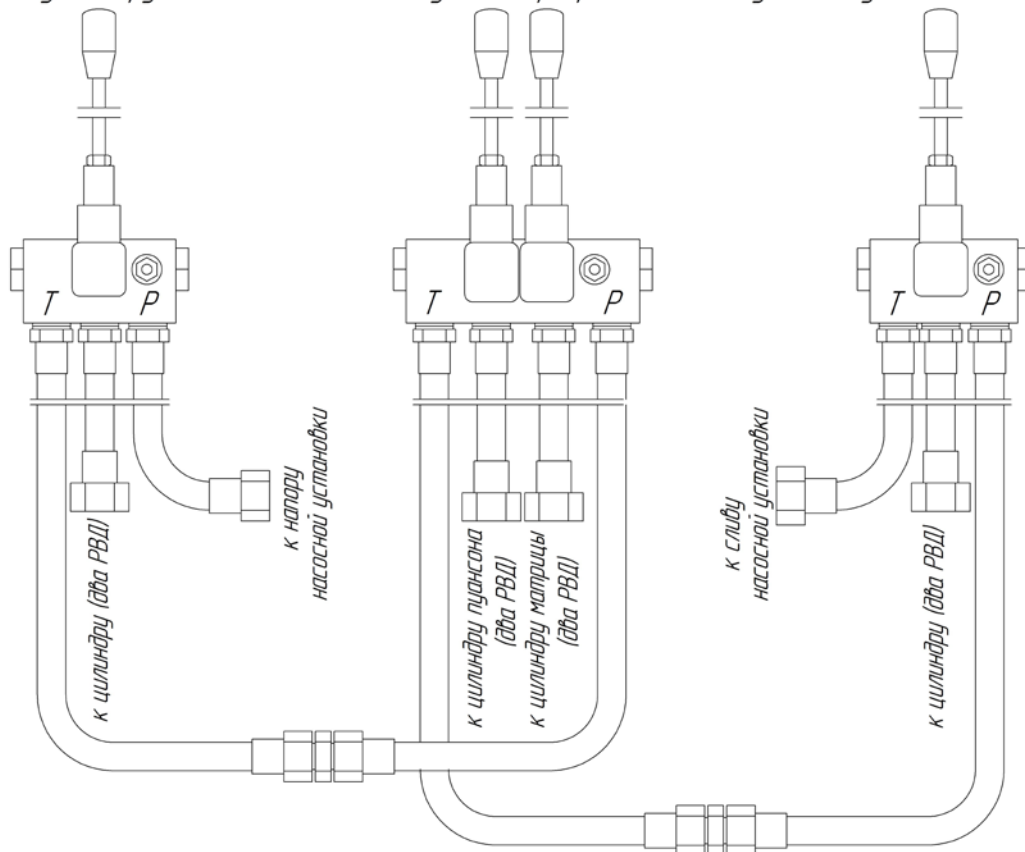 Т
Р
Т
Р
Т
Р
к цилиндру (два РВД)
к напору
насосной установки
к цилиндру пуансона
(два РВД)
к цилиндру матрицы
(два РВД)
к сливу
насосной установки
к цилиндру (два РВД)